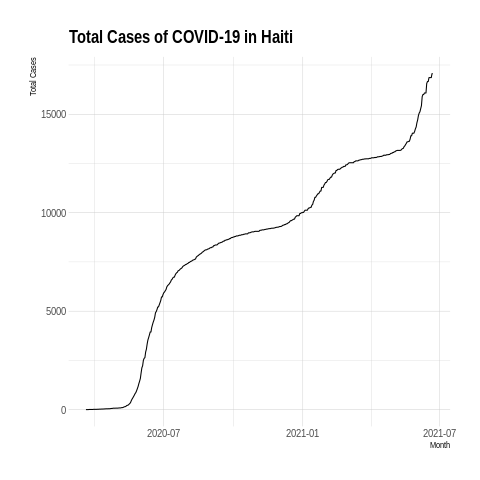 Total Cases of COVID-19 in Haiti
Total Cases
15000
10000
5000
0
2020-07
2021-01
2021-07
Month